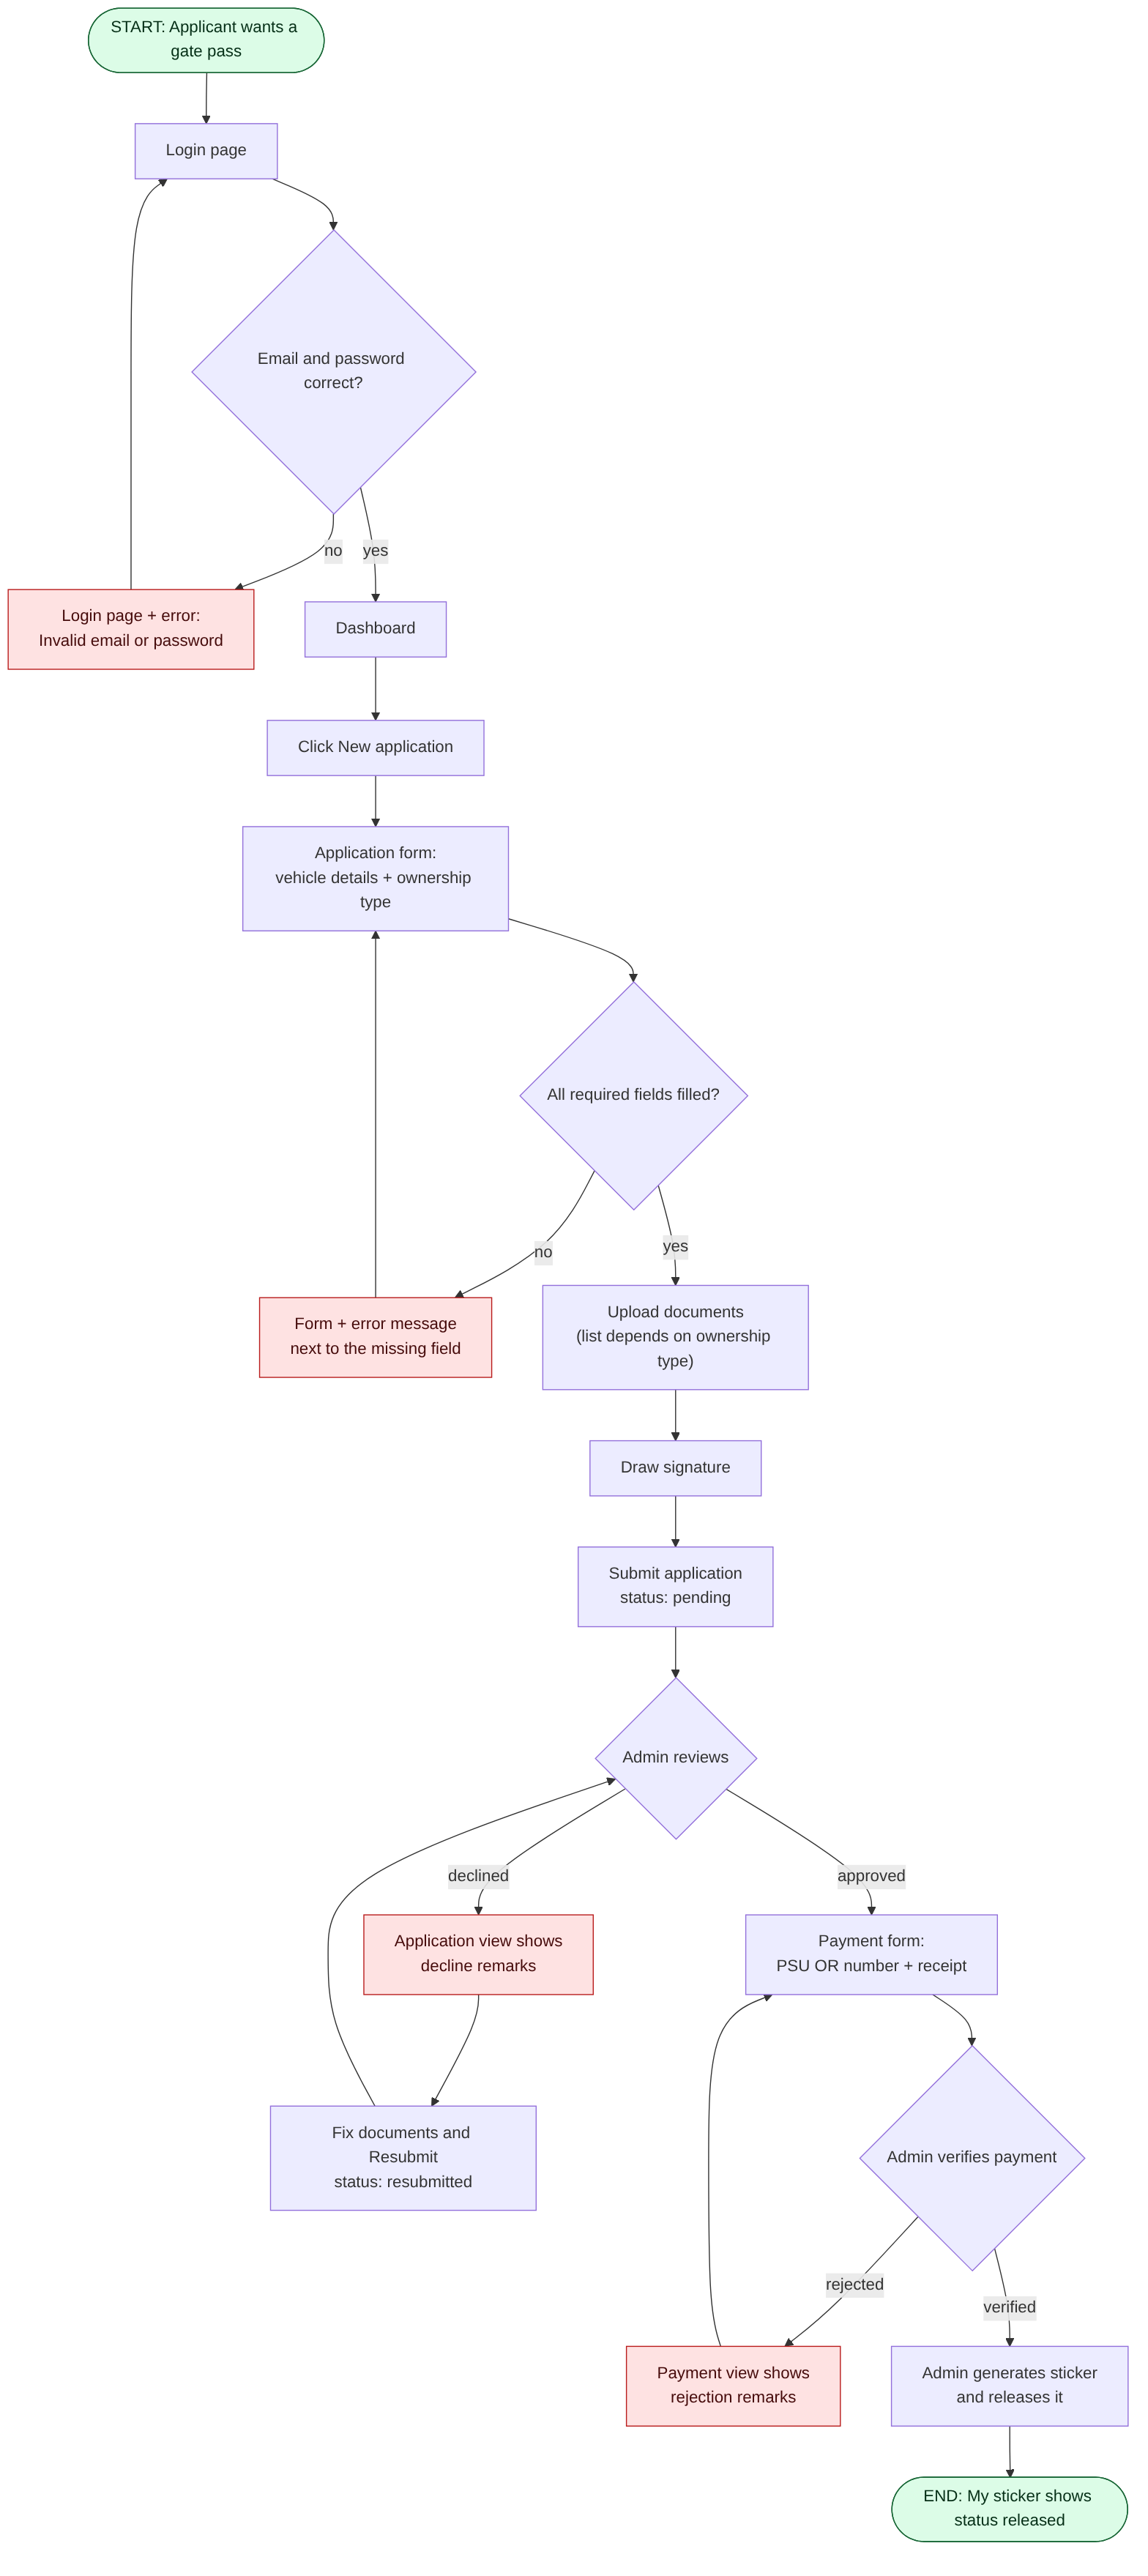 START: Applicant wants a
gate pass
Login page
Email and password
correct?
no
yes
Login page + error:
Invalid email or password
Dashboard
Click New application
Application form:
vehicle details + ownership
type
All required fields filled?
no
yes
Form + error message
next to the missing field
Upload documents
(list depends on ownership
type)
Draw signature
Submit application
status: pending
Admin reviews
declined
approved
Application view shows
decline remarks
Payment form:
PSU OR number + receipt
Fix documents and
Resubmit
status: resubmitted
Admin verifies payment
rejected
verified
Payment view shows
rejection remarks
Admin generates sticker
and releases it
END: My sticker shows
status released